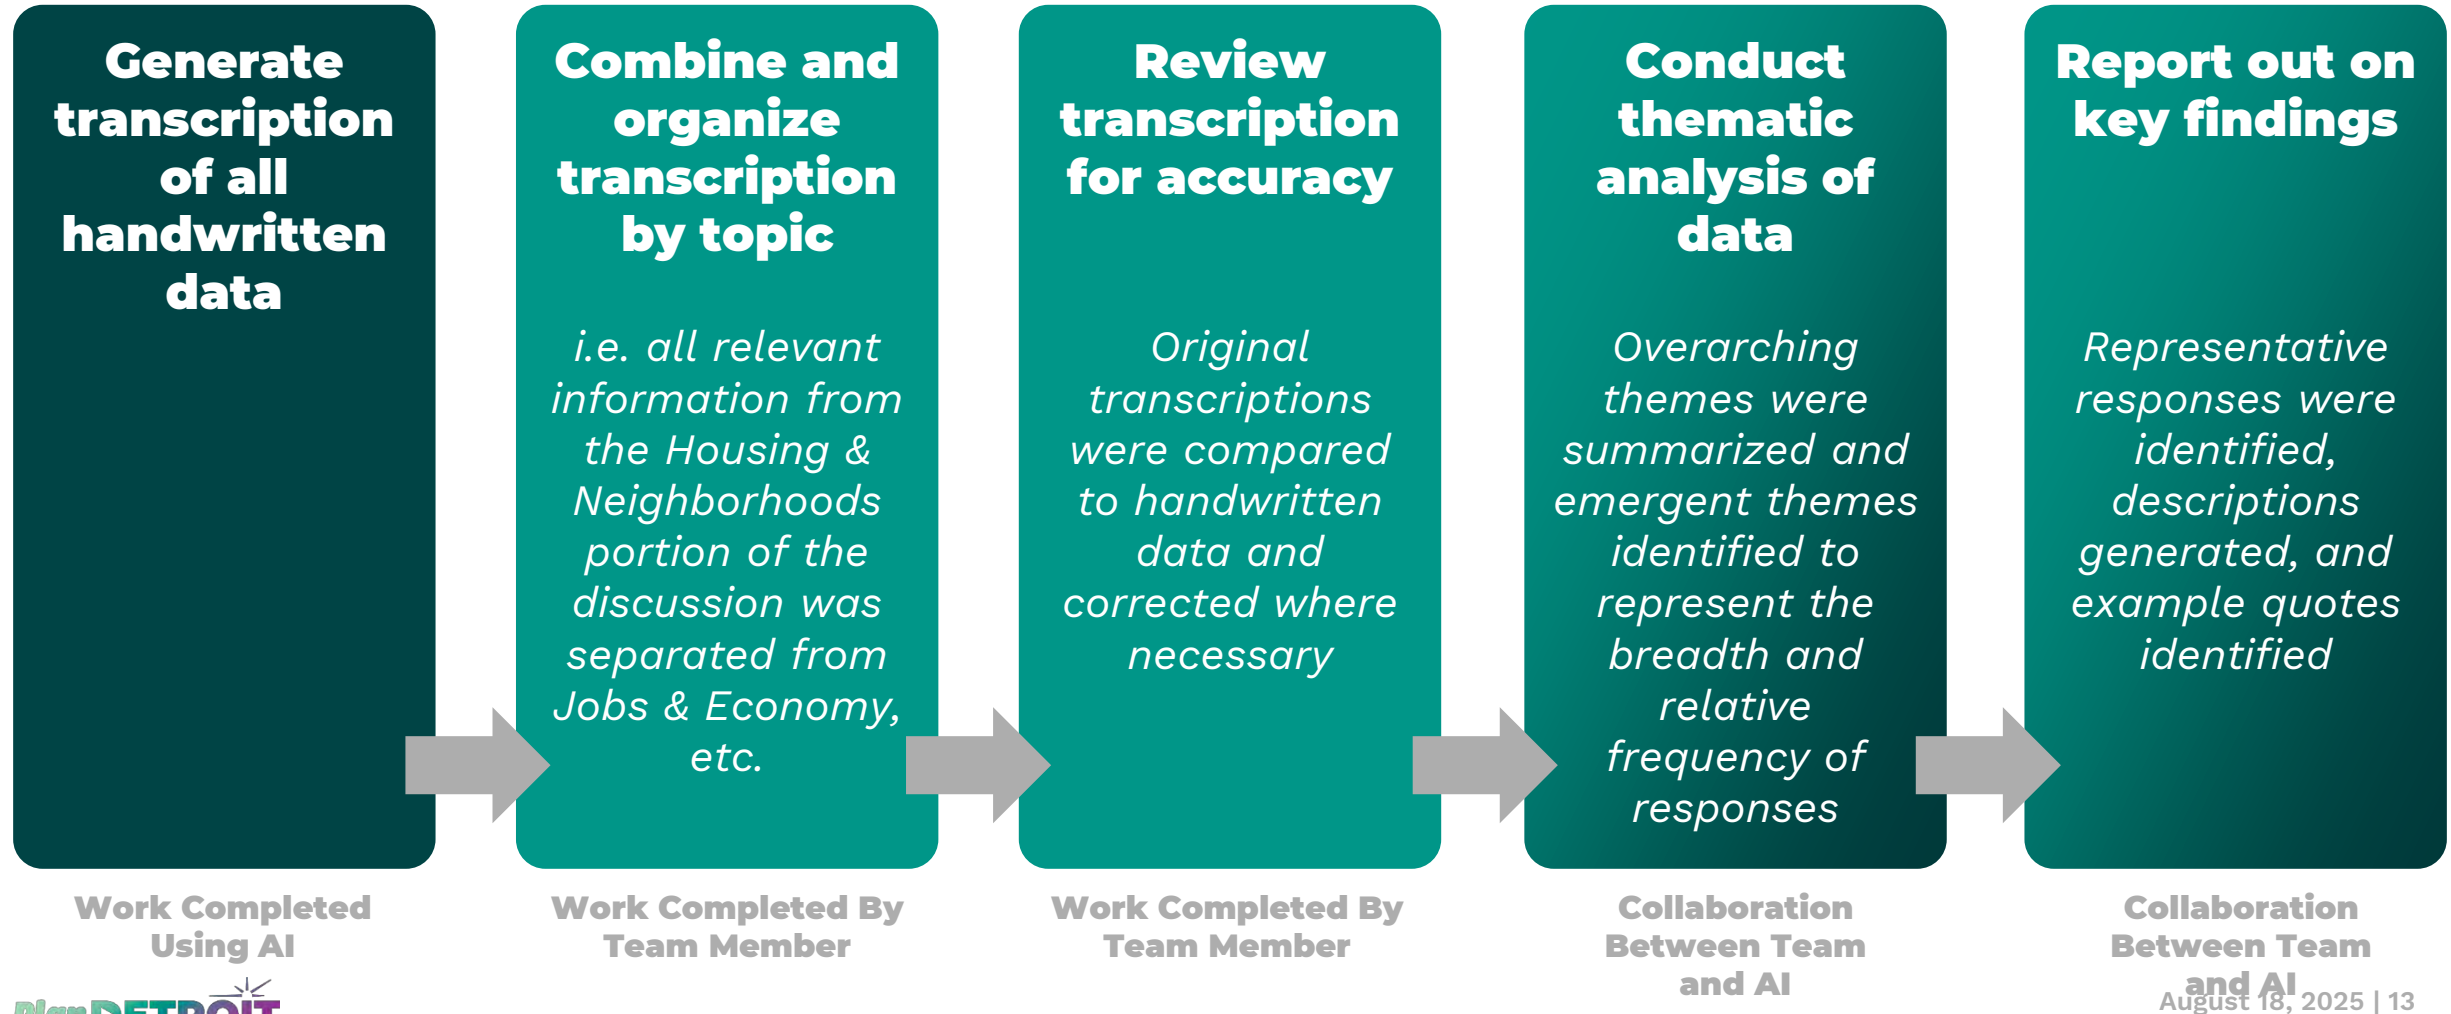 Generate
transcription
of all
handwritten
data
Work Completed
Using AI
Combine and
organize
transcription
by topic
i.e. all relevant
information from
the Housing &
Neighborhoods
portion of the
discussion was
separated from
Jobs & Economy,
etc.
Work Completed By
Team Member
Review
transcription
for accuracy
Original
transcriptions
were compared
to handwritten
data and
corrected where
necessary
Work Completed By
Team Member
Conduct
thematic
analysis of
data
Overarching
themes were
summarized and
emergent themes
identified to
represent the
breadth and
relative
frequency of
responses
Collaboration
Between Team
and AI
Report out on
key findings
Representative
responses were
identified,
descriptions
generated, and
example quotes
identified
Collaboration
Between Team
and AI
Plan DETROIT
August 18, 2025 | 13